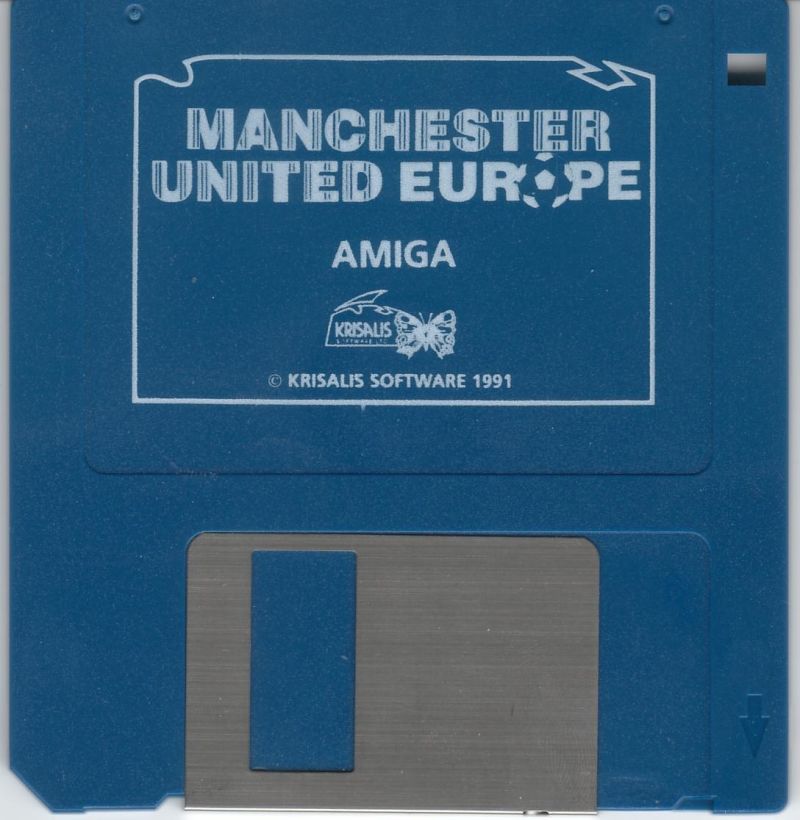 MANCHESTER
UNITED EUROPE
AMIGA
KRISALIS
SOFTWARE LTD
© KRISALIS SOFTWARE 1991